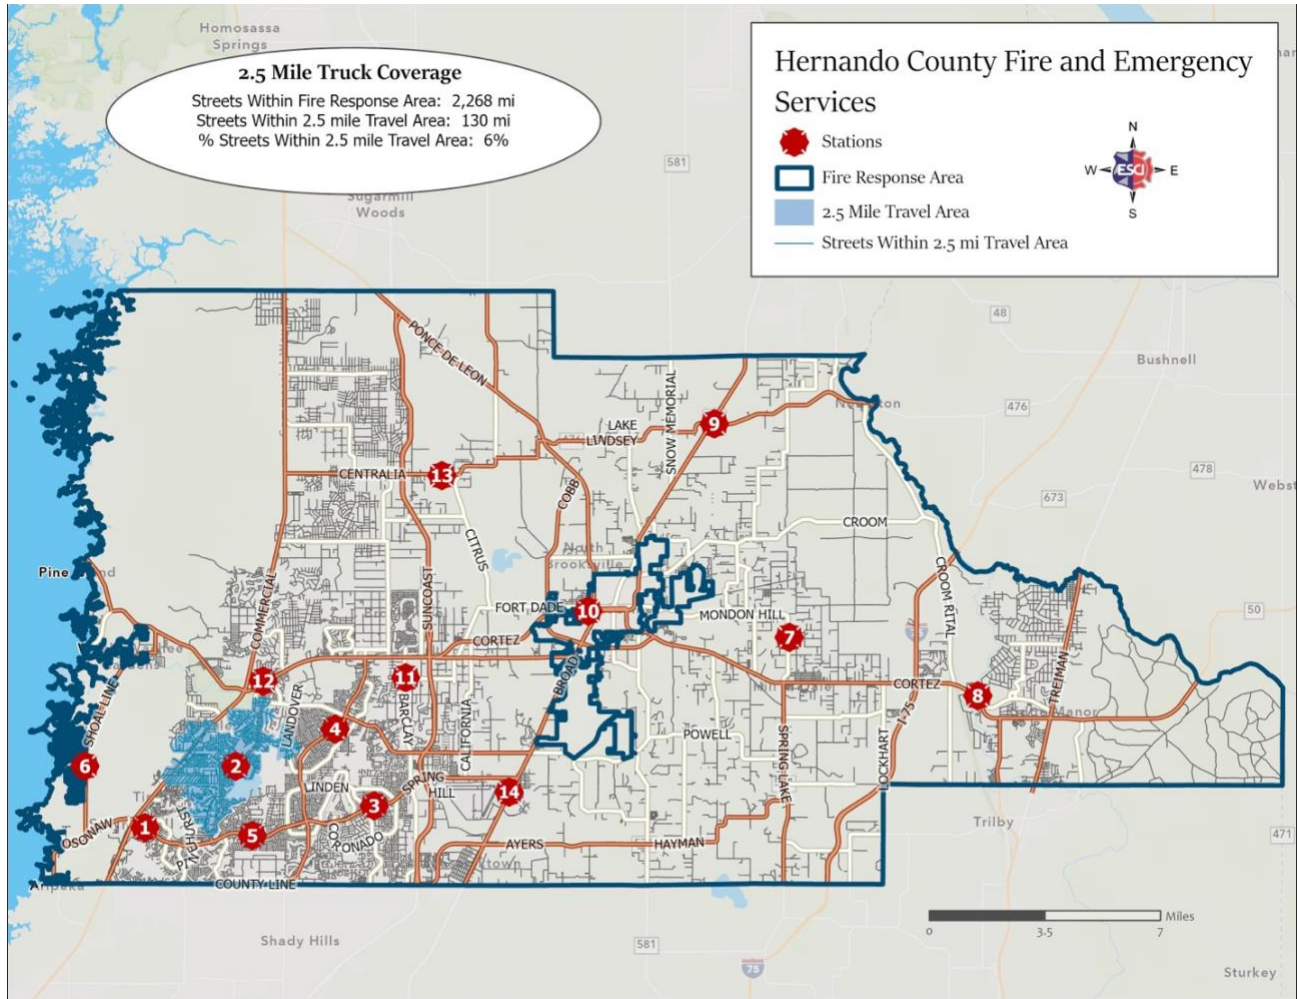 Homosassa
Springs
2.5 Mile Truck Coverage
Streets Within Fire Response Area: 2,268 mi
Streets Within 2.5 mile Travel Area: 130 mi
% Streets Within 2.5 mile Travel Area: 6%
Sugarmill
Woods
Hernando County Fire and Emergency
Services
Stations
Fire Response Area
2.5 Mile Travel Area
Streets Within 2.5 mi Travel Area
N
W
ESCI
E
S
581
48
Bushnell
476
478
673
50
471
PONCE DE LEON
LAKE
LINDSEY
SNOW MEMORIAL
9
CENTRALIA
13
COBB
CROOM
CITRUS
North
Brooksville
Pine
COMMERCIAL
SUNCOAST
FORT DADE
10
CORTEZ
MONDON HILL
7
CROOM RITAL
TREIMAN
12
11
BARCLAY
BROAD
CORTEZ
8
I-75
SHOAL LINE
LANDOVER
4
CALIFORNIA
POWELL
SPRING LAKE
LOCKHART
6
2
LINDEN
SPRING
HILL
14
3
1
5
OSONAW
AYERS
HAYMAN
COUNTY LINE
Aripeka
Trilby
Shady Hills
581
75
Miles
0
3.5
7
Sturkey